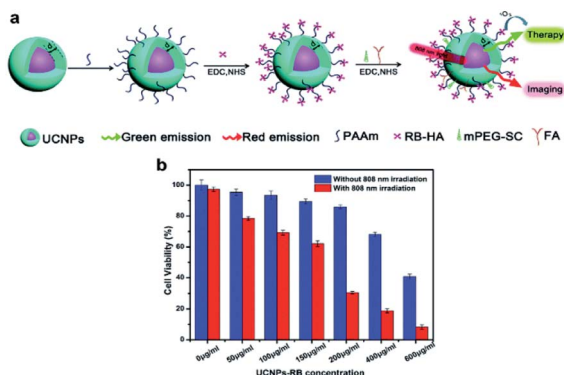 a
808 nm
¹O₂
Therapy
EDC,NHS
EDC,NHS
Imaging
UCNPs
Green emission
Red emission
PAAm
RB-HA
mPEG-SC
FA
b
Without 808 nm irradiation
With 808 nm irradiation
Cell Viability (%)
100
80
60
40
20
0
0μg/ml
50μg/ml
100μg/ml
150μg/ml
200μg/ml
400μg/ml
600μg/ml
UCNPs-RB concentration